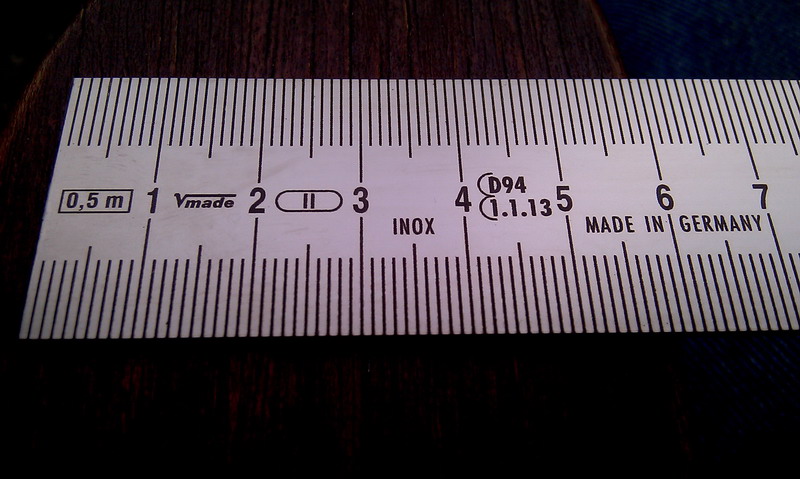 0,5 m 1 Vmade 2 II 3 4 D94 5 6 7
1.1.13
INOX MADE IN GERMANY